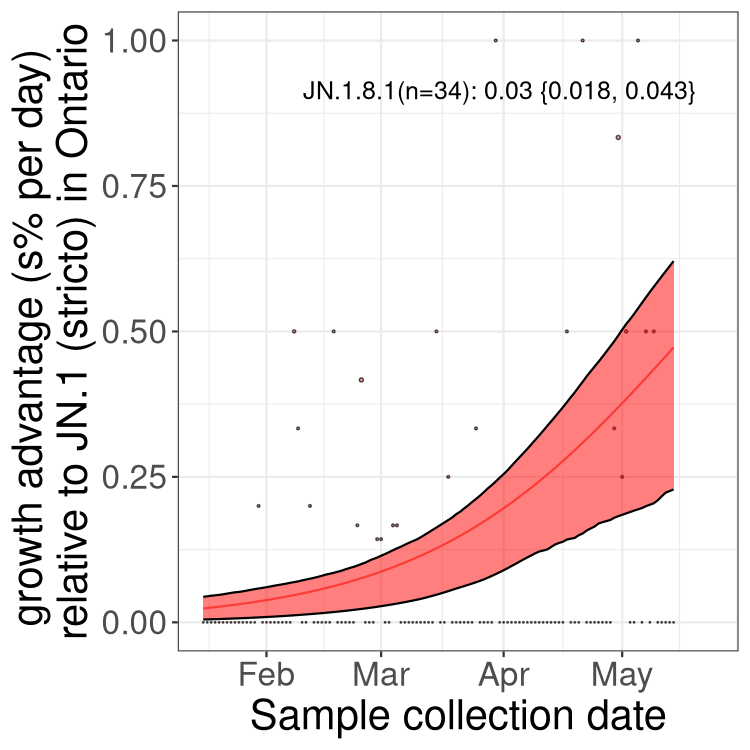 growth advantage (s% per day)
relative to JN.1 (stricto) in Ontario
1.00
0.75
0.50
0.25
0.00
JN.1.8.1(n=34): 0.03 {0.018, 0.043}
Feb Mar Apr May
Sample collection date